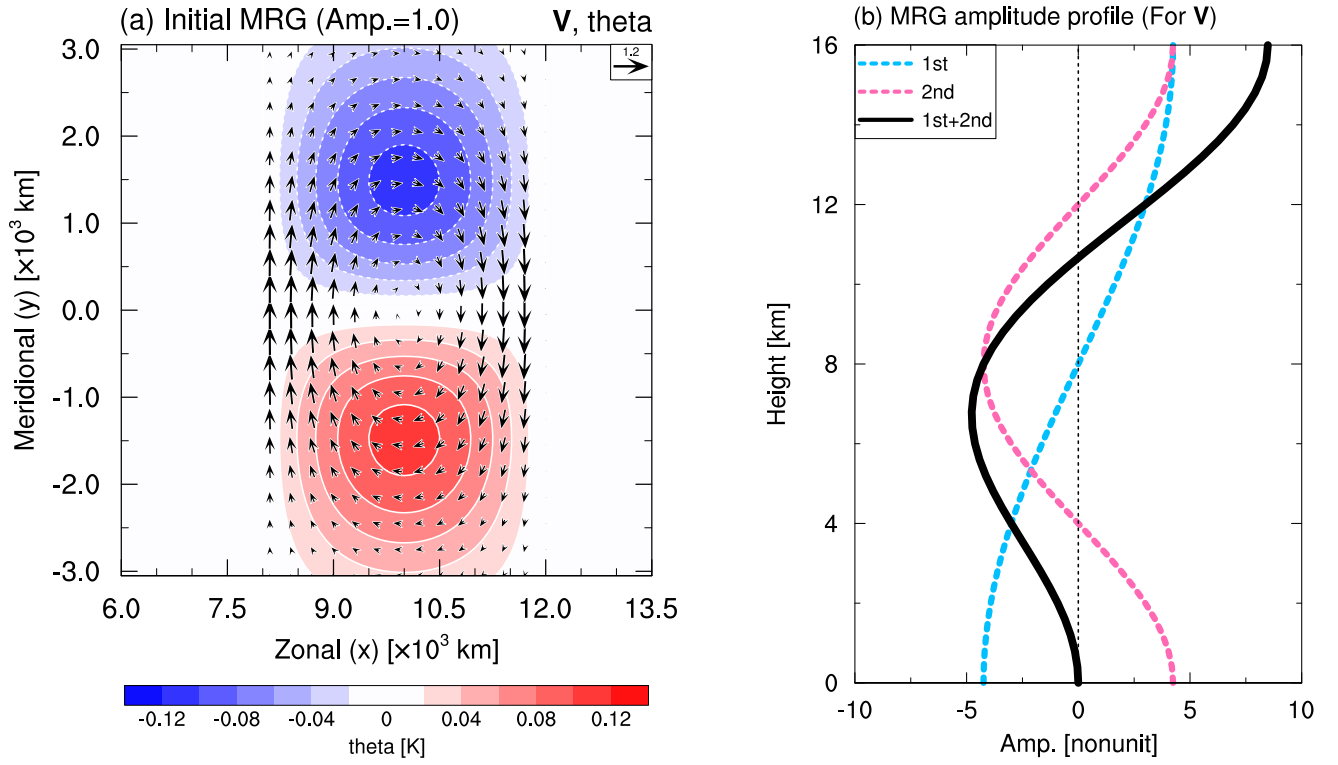 (a) Initial MRG (Amp.=1.0) V, theta
1.2
3.0
2.0
1.0
0.0
-1.0
-2.0
-3.0
Meridional (y) [×10³ km]
6.0 7.5 9.0 10.5 12.0 13.5
Zonal (x) [×10³ km]
-0.12 -0.08 -0.04 0 0.04 0.08 0.12
theta [K]
(b) MRG amplitude profile (For V)
1st
2nd
1st+2nd
16
12
8
4
0
Height [km]
-10 -5 0 5 10
Amp. [nonunit]